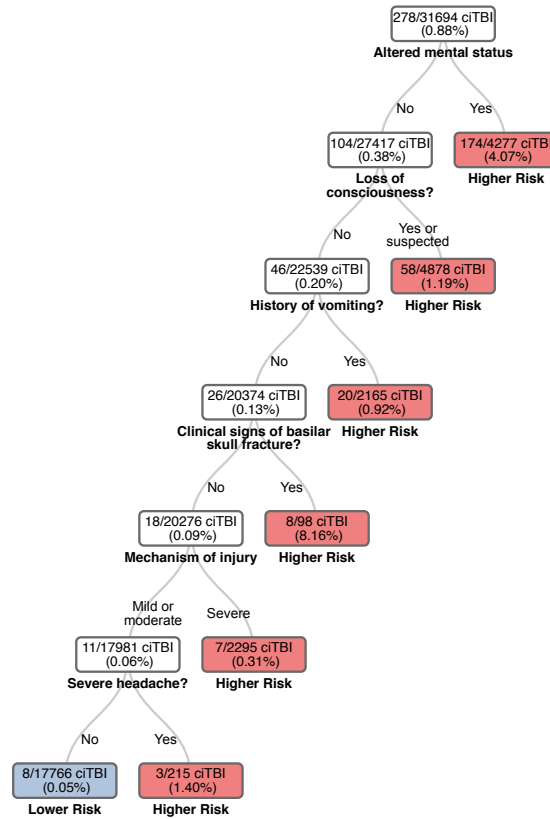 278/31694 ciTBI
(0.88%)
Altered mental status
No
Yes
104/27417 ciTBI
(0.38%)
Loss of
consciousness?
174/4277 ciTBI
(4.07%)
Higher Risk
No
Yes or
suspected
46/22539 ciTBI
(0.20%)
History of vomiting?
58/4878 ciTBI
(1.19%)
Higher Risk
No
Yes
26/20374 ciTBI
(0.13%)
Clinical signs of basilar
skull fracture?
20/2165 ciTBI
(0.92%)
Higher Risk
No
Yes
18/20276 ciTBI
(0.09%)
Mechanism of injury
8/98 ciTBI
(8.16%)
Higher Risk
Mild or
moderate
Severe
11/17981 ciTBI
(0.06%)
Severe headache?
7/2295 ciTBI
(0.31%)
Higher Risk
No
Yes
8/17766 ciTBI
(0.05%)
Lower Risk
3/215 ciTBI
(1.40%)
Higher Risk